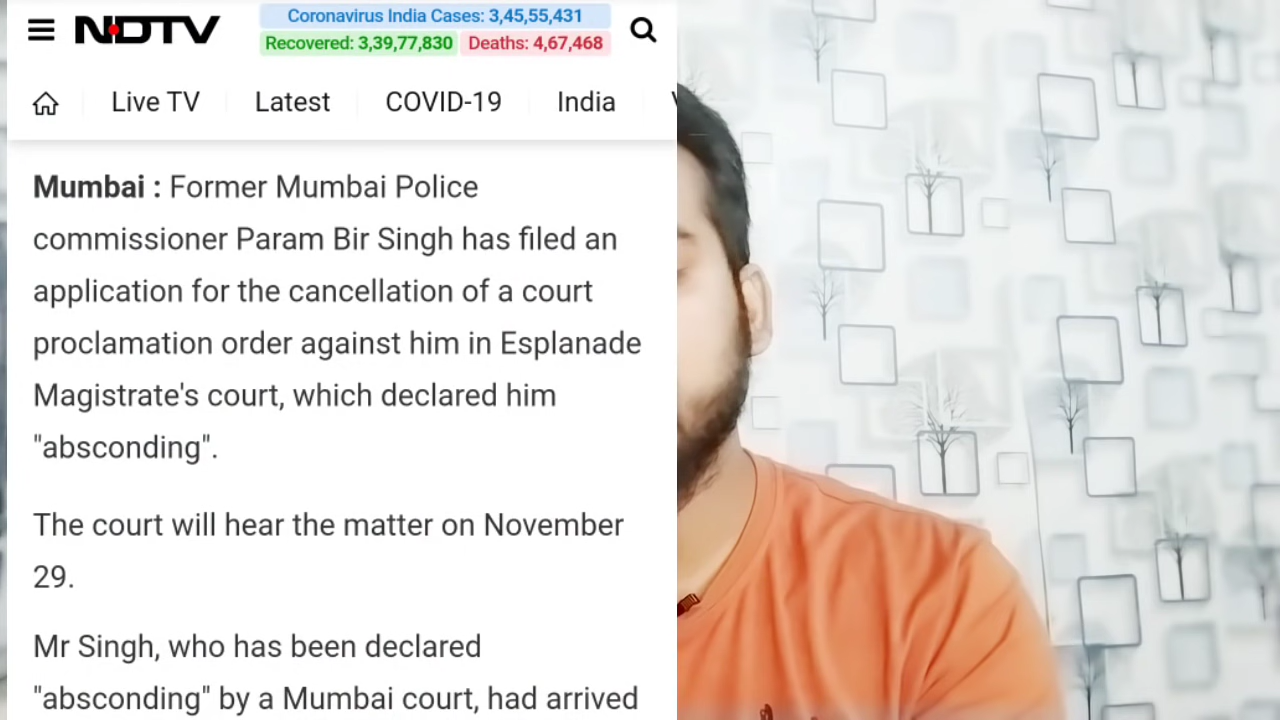 NDTV
Coronavirus India Cases: 3,45,55,431
Recovered: 3,39,77,830 Deaths: 4,67,468
Live TV Latest COVID-19 India
Mumbai : Former Mumbai Police
commissioner Param Bir Singh has filed an
application for the cancellation of a court
proclamation order against him in Esplanade
Magistrate's court, which declared him
"absconding".
The court will hear the matter on November
29.
Mr Singh, who has been declared
"absconding" by a Mumbai court, had arrived